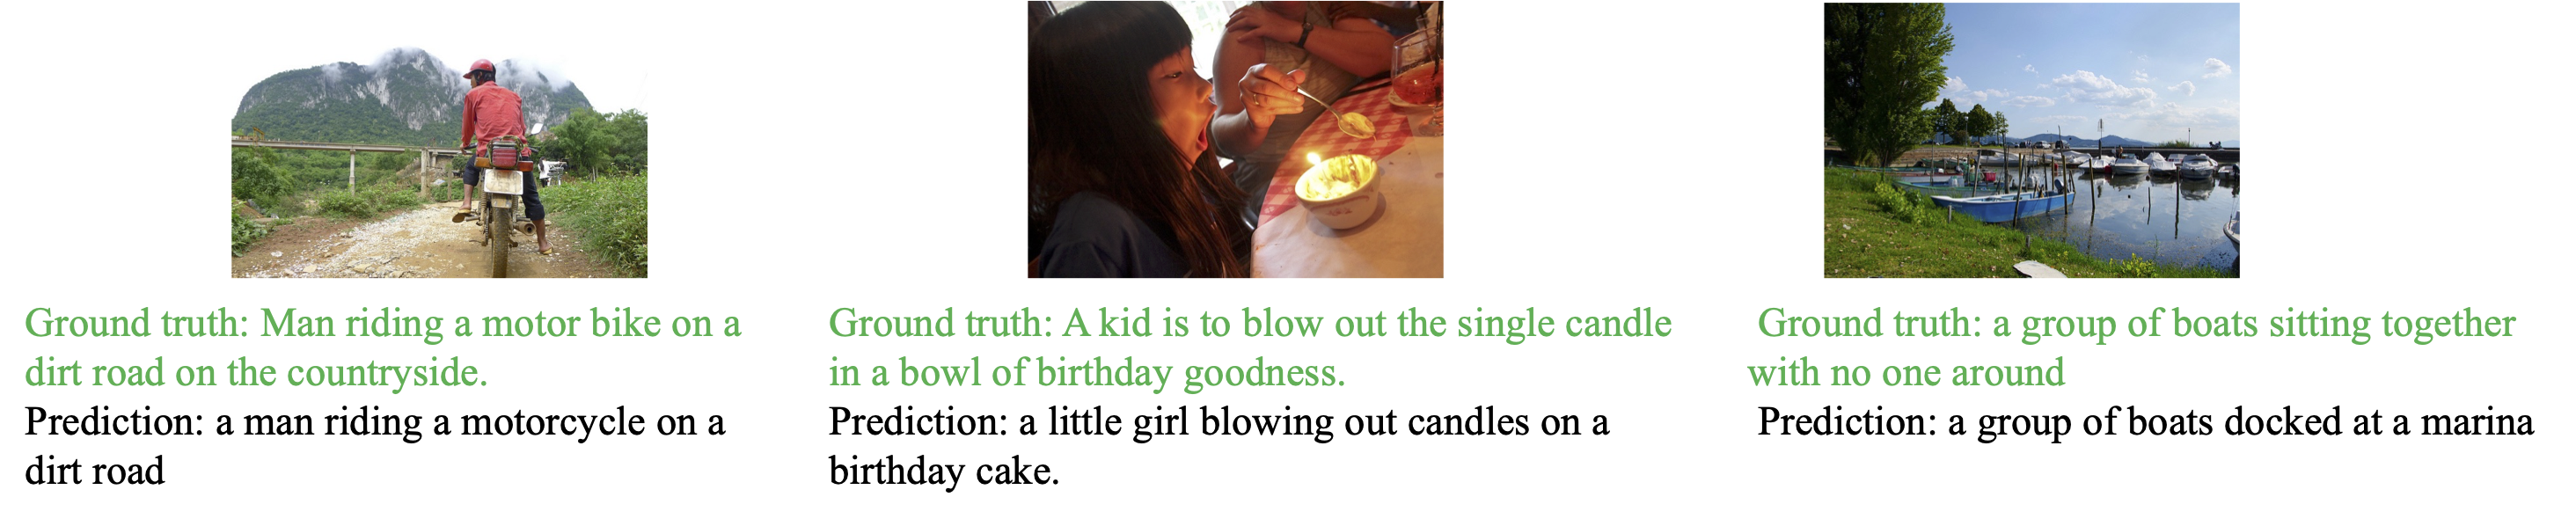 Ground truth: Man riding a motor bike on a
dirt road on the countryside.
Prediction: a man riding a motorcycle on a
dirt road
Ground truth: A kid is to blow out the single candle
in a bowl of birthday goodness.
Prediction: a little girl blowing out candles on a
birthday cake.
Ground truth: a group of boats sitting together
with no one around
Prediction: a group of boats docked at a marina